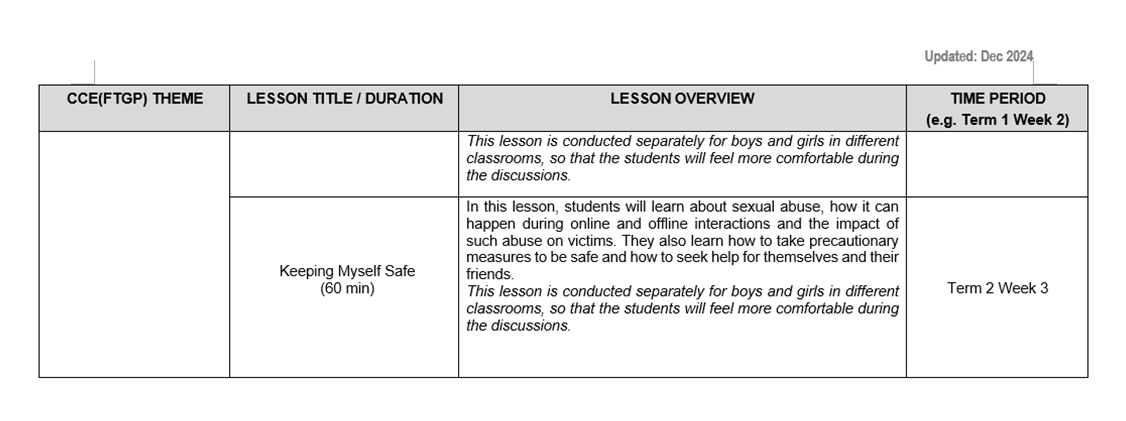 Updated: Dec 2024
CCE(FTGP) THEME
LESSON TITLE / DURATION
LESSON OVERVIEW
TIME PERIOD
(e.g. Term 1 Week 2)
This lesson is conducted separately for boys and girls in different
classrooms, so that the students will feel more comfortable during
the discussions.
Keeping Myself Safe
(60 min)
In this lesson, students will learn about sexual abuse, how it can
happen during online and offline interactions and the impact of
such abuse on victims. They also learn how to take precautionary
measures to be safe and how to seek help for themselves and their
friends.
This lesson is conducted separately for boys and girls in different
classrooms, so that the students will feel more comfortable during
the discussions.
Term 2 Week 3